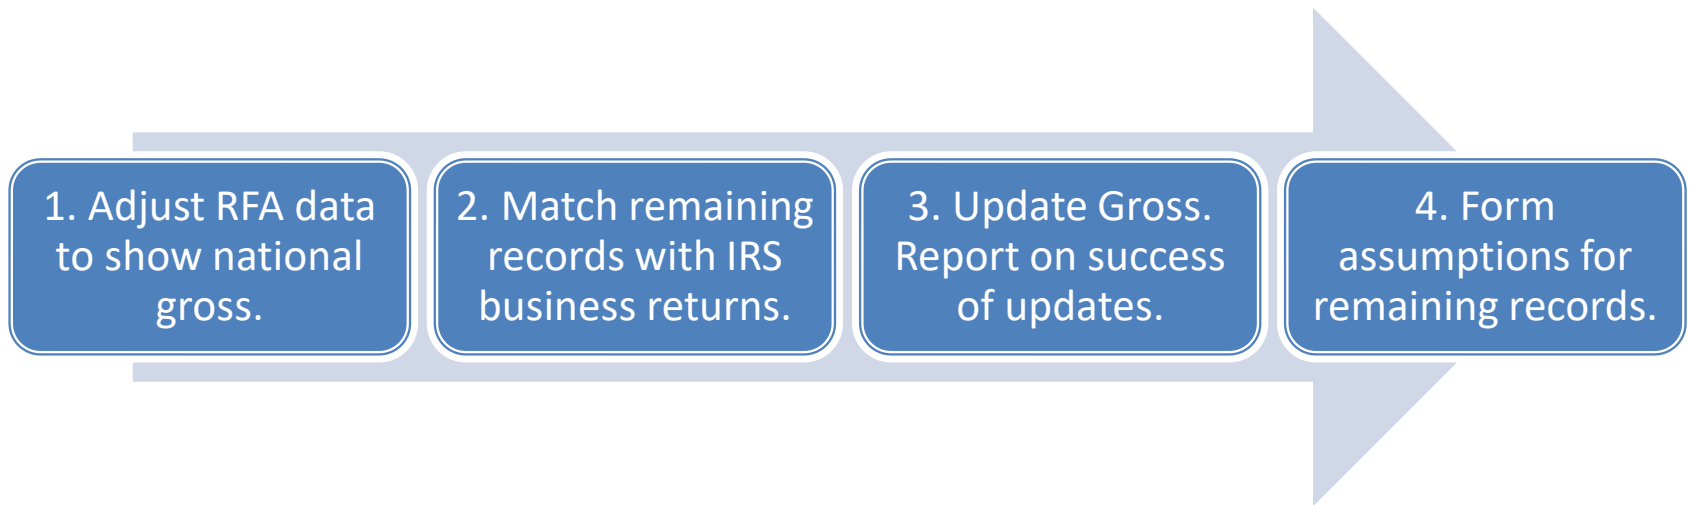 1. Adjust RFA data
to show national
gross.
2. Match remaining
records with IRS
business returns.
3. Update Gross.
Report on success
of updates.
4. Form
assumptions for
remaining records.